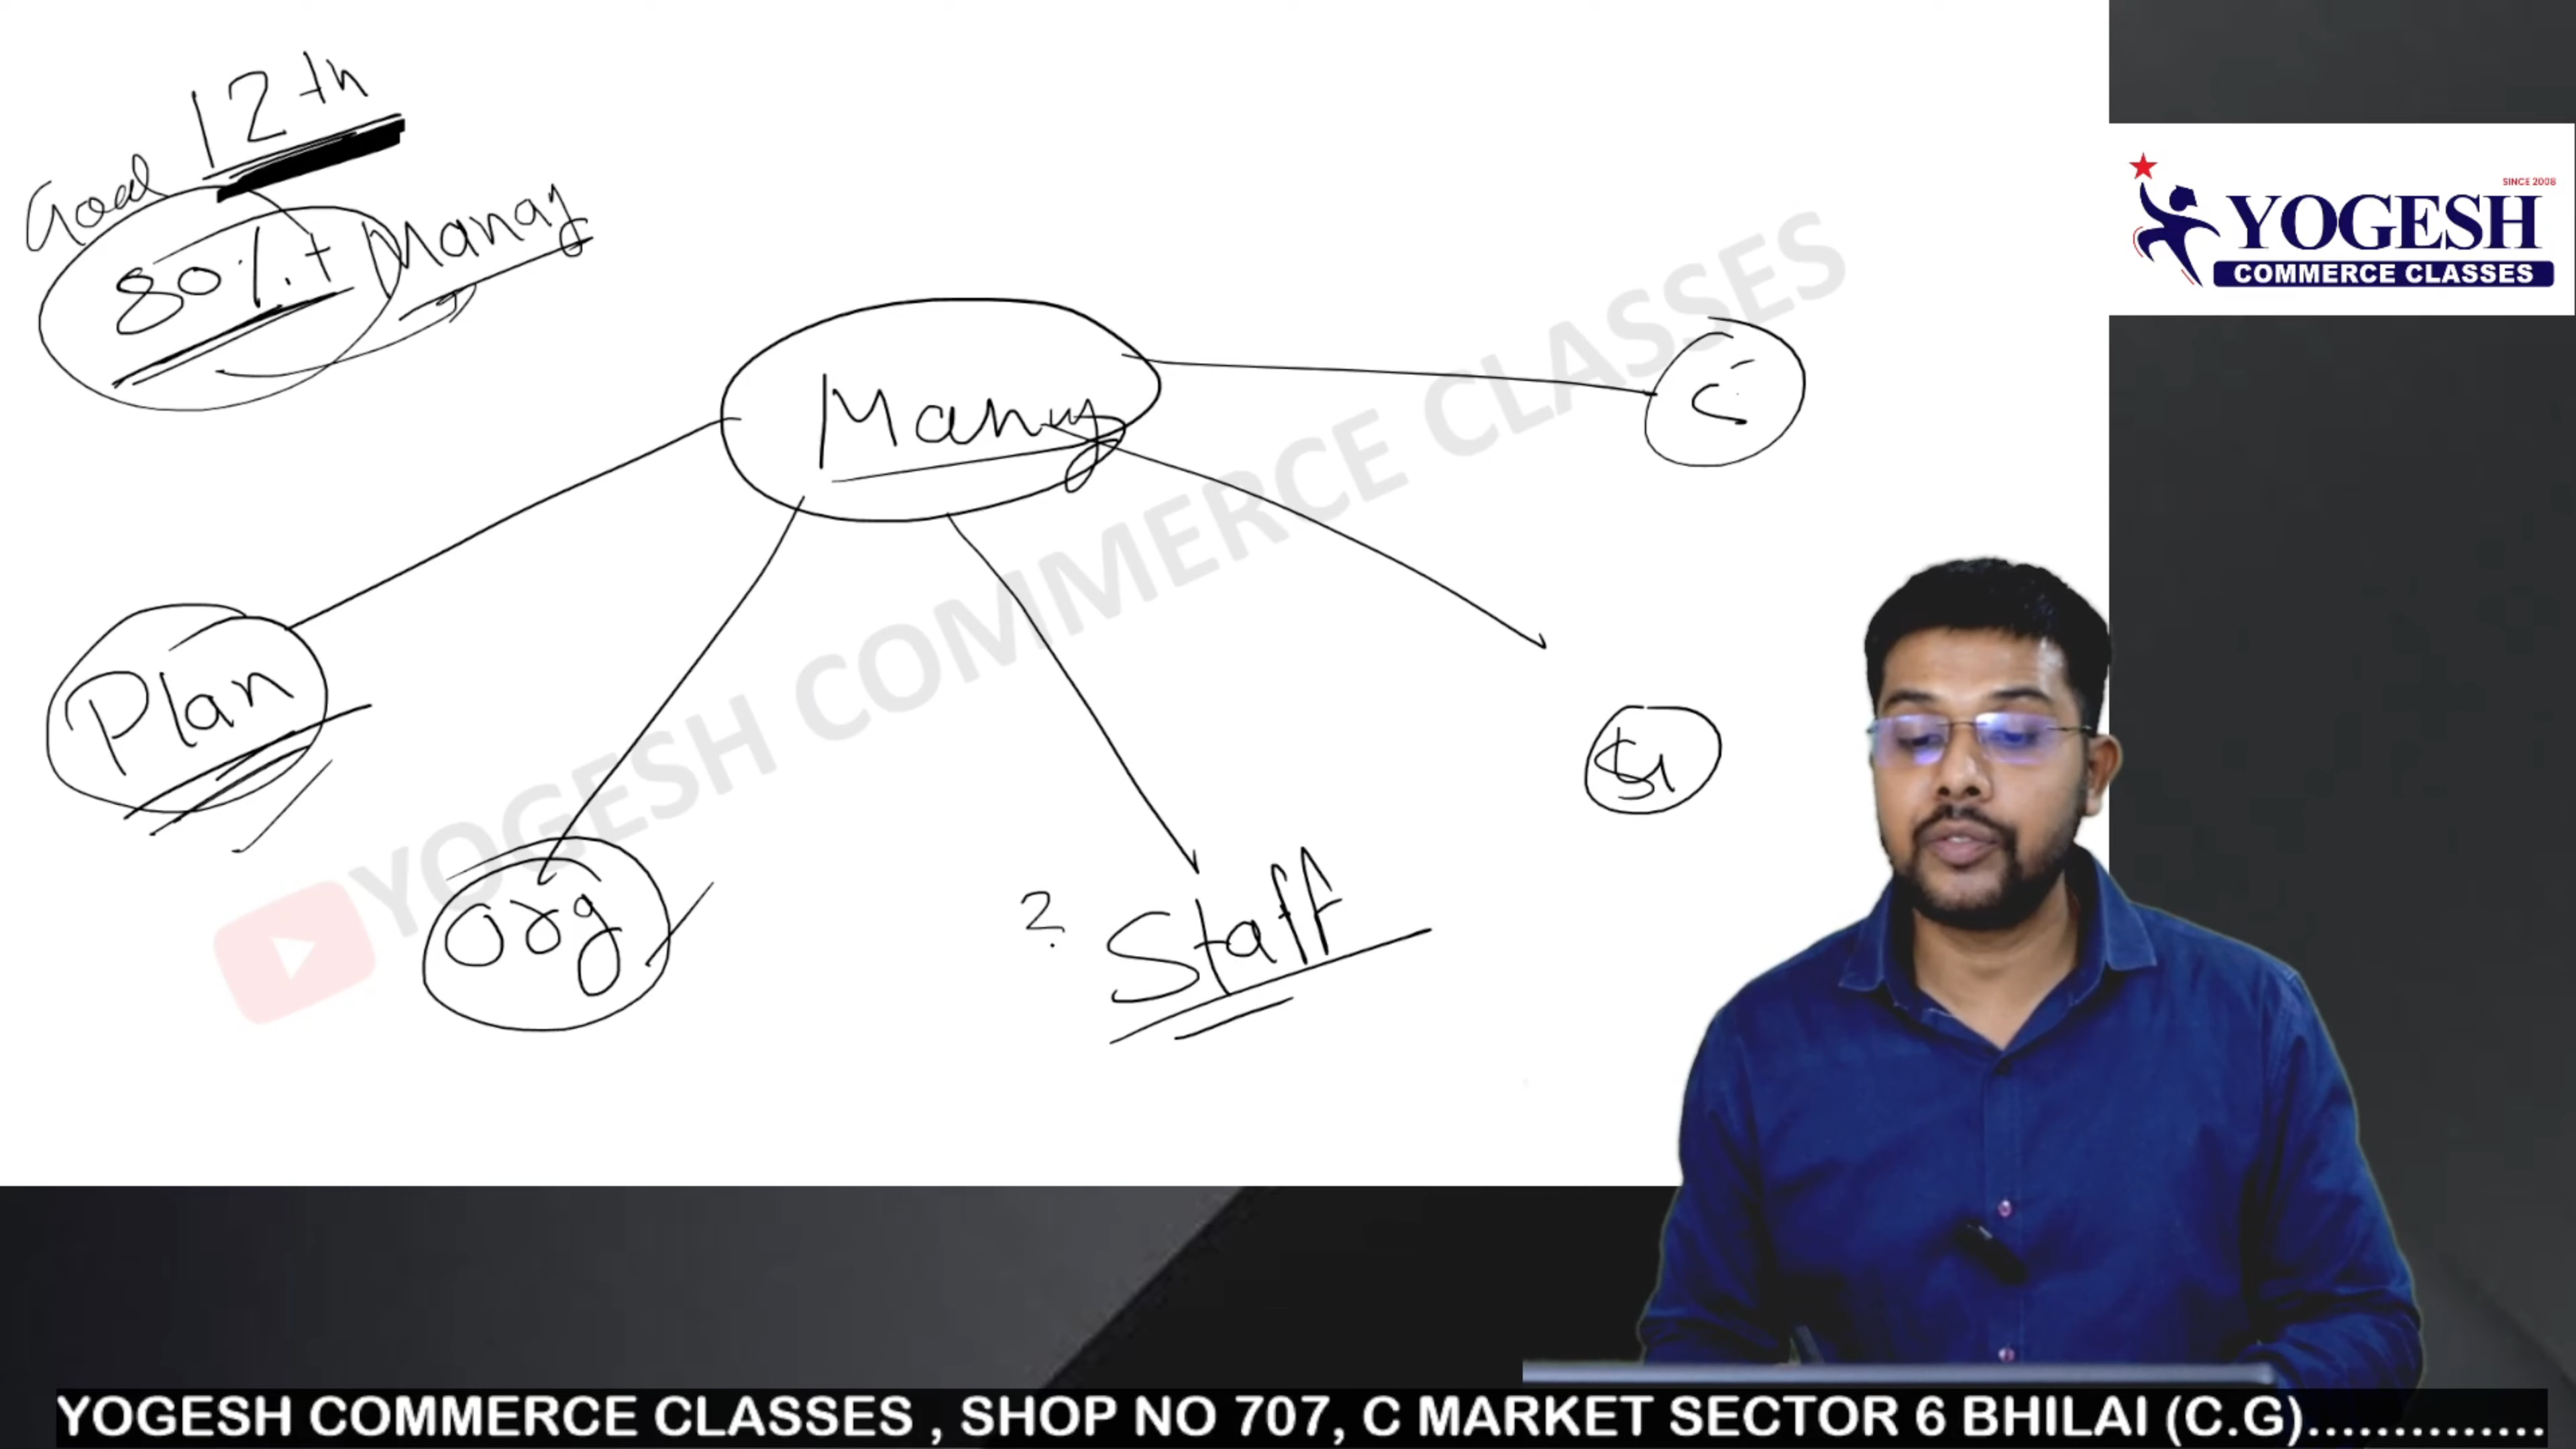 12th
Goal
80%+
Manag
SINCE 2008
YOGESH
COMMERCE CLASSES
Manag
C
Plan
Org
?
Staff
YOGESH COMMERCE CLASSES
YOGESH COMMERCE CLASSES , SHOP NO 707, C MARKET SECTOR 6 BHILAI (C.G)..............